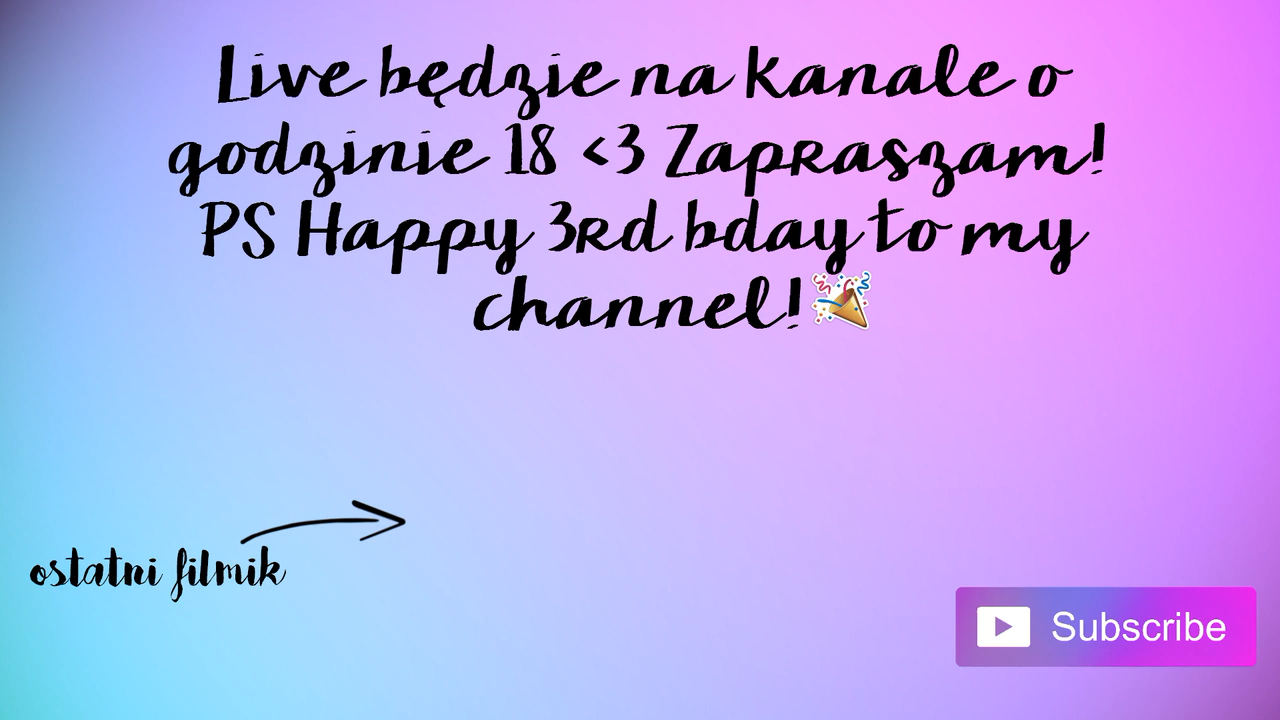 Live będzie na kanale o
godzinie 18 <3 Zapraszam!
PS Happy 3rd bday to my
channel!🎉
ostatni filmik
Subscribe